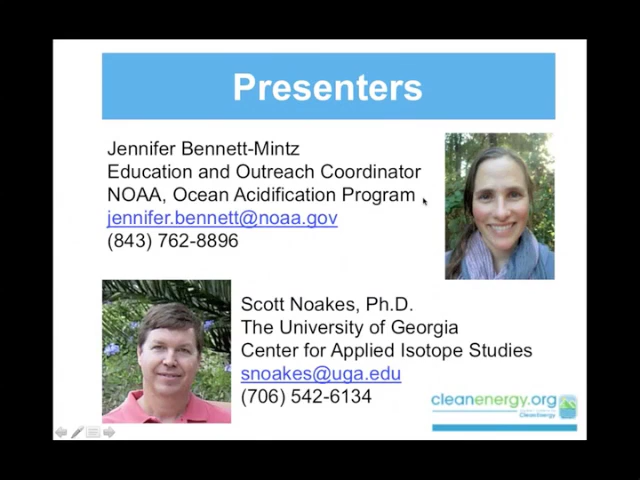 Presenters
Jennifer Bennett-Mintz
Education and Outreach Coordinator
NOAA, Ocean Acidification Program
jennifer.bennett@noaa.gov
(843) 762-8896
Scott Noakes, Ph.D.
The University of Georgia
Center for Applied Isotope Studies
snoakes@uga.edu
(706) 542-6134
cleanenergy.org